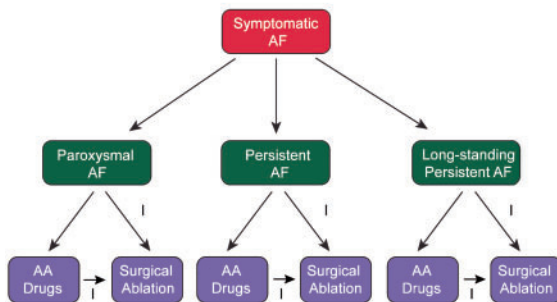 Symptomatic
AF
Paroxysmal
AF
Persistent
AF
Long-standing
Persistent AF
I
I
I
AA
Drugs
I
Surgical
Ablation
AA
Drugs
I
Surgical
Ablation
AA
Drugs
I
Surgical
Ablation